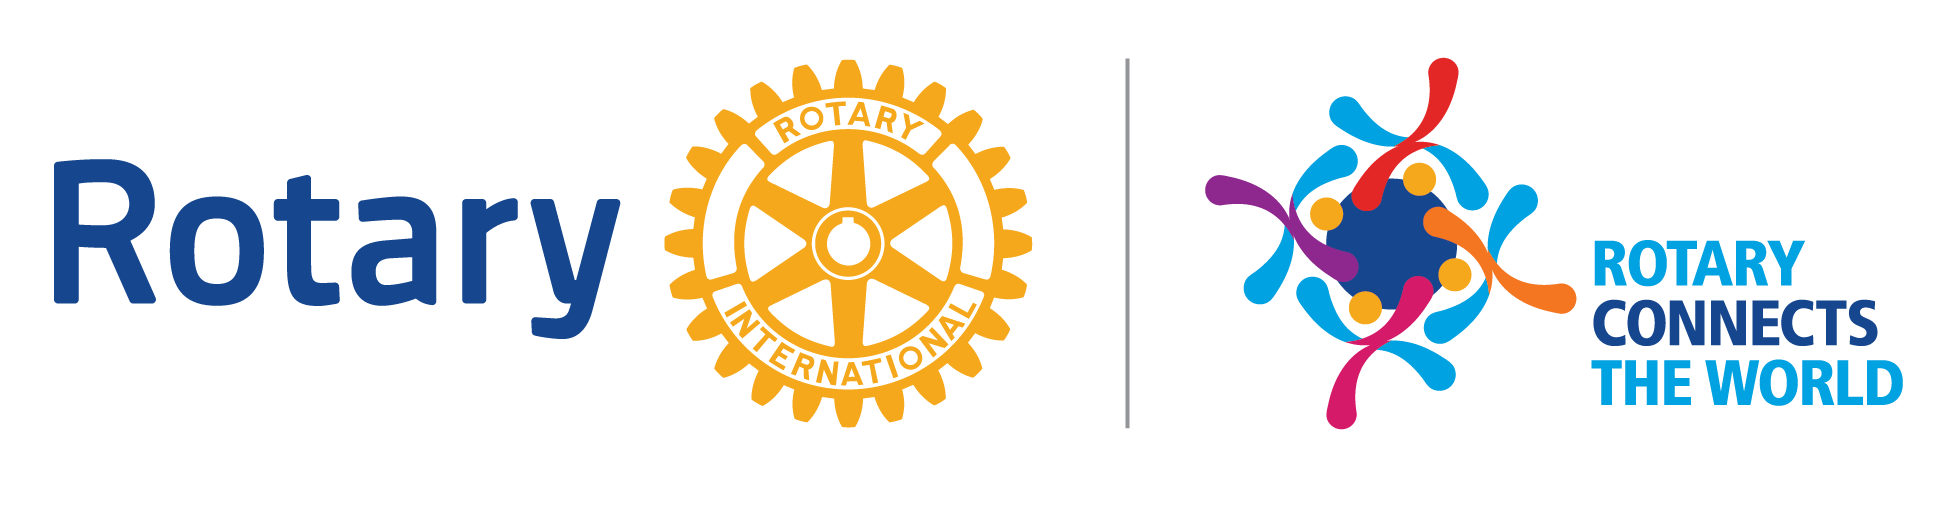 Rotary
ROTARY
INTERNATIONAL
ROTARY
CONNECTS
THE WORLD